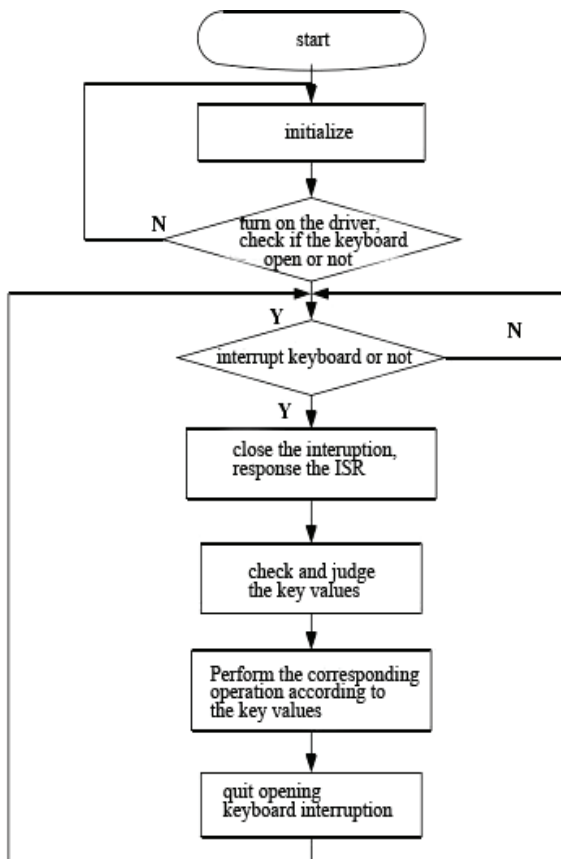 start
initialize
N
turn on the driver,
check if the keyboard
open or not
Y
N
interrupt keyboard or not
Y
close the interuption,
response the ISR
check and judge
the key values
Perform the corresponding
operation according to
the key values
quit opening
keyboard interruption